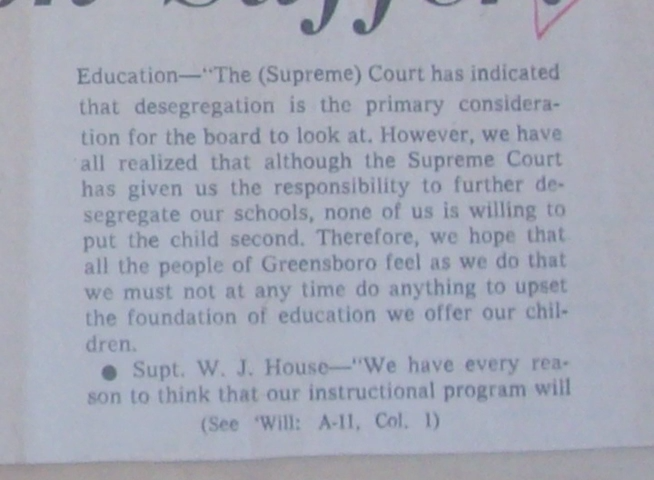 Suffer?
Education—"The (Supreme) Court has indicated
that desegregation is the primary considera-
tion for the board to look at. However, we have
all realized that although the Supreme Court
has given us the responsibility to further de-
segregate our schools, none of us is willing to
put the child second. Therefore, we hope that
all the people of Greensboro feel as we do that
we must not at any time do anything to upset
the foundation of education we offer our chil-
dren.
● Supt. W. J. House—"We have every rea-
son to think that our instructional program will
(See 'Will: A-11, Col. 1)